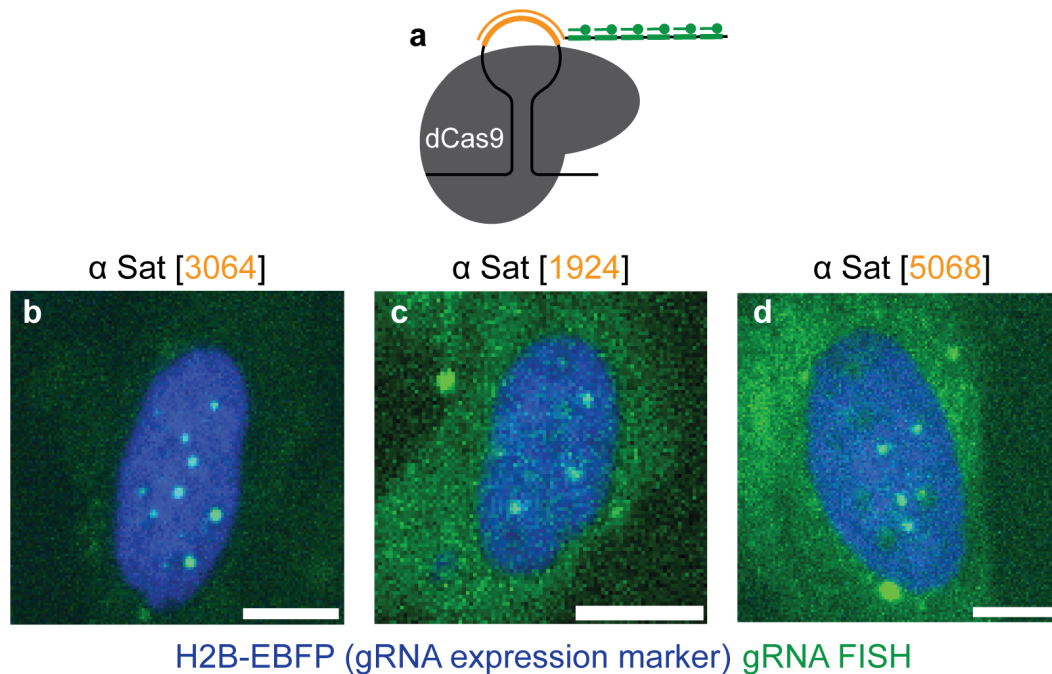 a
dCas9
α Sat [3064]
α Sat [1924]
α Sat [5068]
b
c
d
H2B-EBFP (gRNA expression marker) gRNA FISH